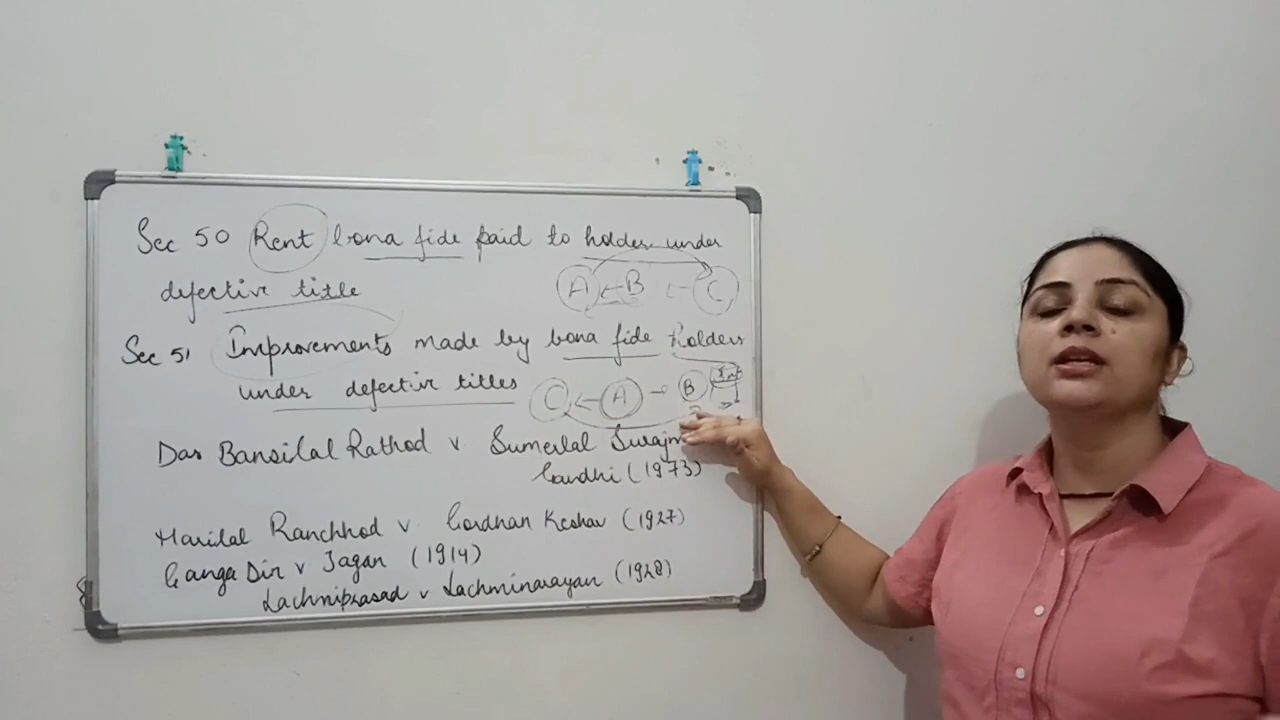 Sec 50 Rent bona fide paid to holder under
defective title
A ← B ← C
Sec 51 Improvements made by bona fide holders
under defective titles
C ← A – B
Das Bansilal Rathod v Sumerlal
Gandhi (1973)
Harilal Ranchhod v Gordhan Keshav (1927)
Ganga Din v Jagan (1914)
Lachmiprasad v Lachminarayan (1928)